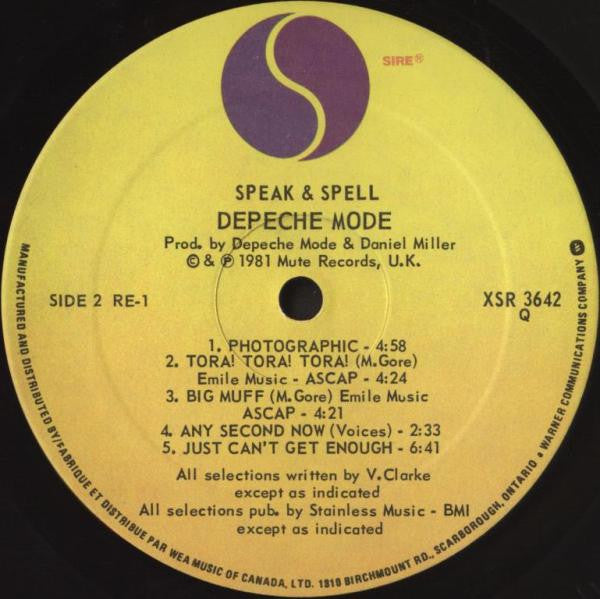 SIRE®
SPEAK & SPELL
DEPECHE MODE
Prod. by Depeche Mode & Daniel Miller
© & ℗ 1981 Mute Records, U.K.
SIDE 2 RE-1
XSR 3642
Q
1. PHOTOGRAPHIC - 4:58
2. TORA! TORA! TORA! (M.Gore)
Emile Music - ASCAP - 4:24
3. BIG MUFF (M.Gore) Emile Music
ASCAP - 4:21
4. ANY SECOND NOW (Voices) - 2:33
5. JUST CAN'T GET ENOUGH - 6:41
All selections written by V.Clarke
except as indicated
All selections pub. by Stainless Music - BMI
except as indicated
MANUFACTURED AND DISTRIBUTED BY/FABRIQUE ET DISTRIBUE PAR WEA MUSIC OF CANADA, LTD. 1810 BIRCHMOUNT RD., SCARBOROUGH, ONTARIO • A WARNER COMMUNICATIONS COMPANY